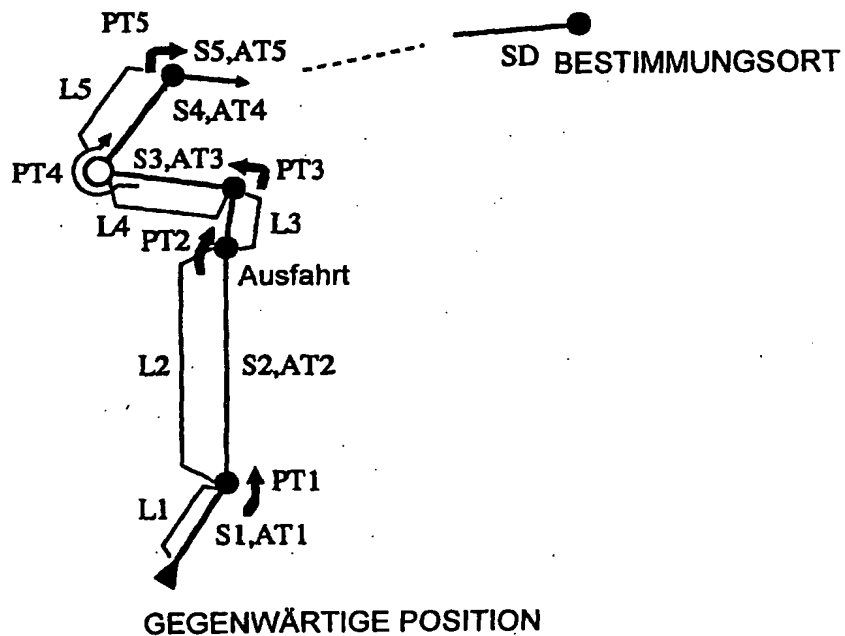 PT5
S5,AT5
SD BESTIMMUNGSORT
L5
S4,AT4
PT4
S3,AT3
PT3
L4
L3
PT2
Ausfahrt
L2
S2,AT2
PT1
L1
S1,AT1
GEGENWÄRTIGE POSITION